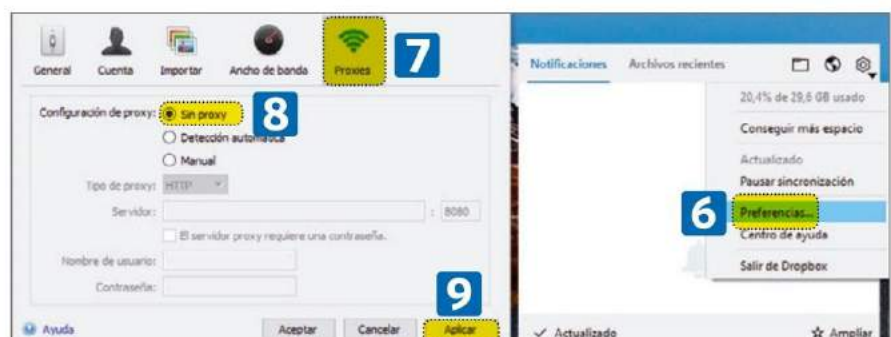 General Cuenta Importar Ancho de banda Proxies 7
Configuración de proxy: Sin proxy 8
Detección automática
Manual
Tipo de proxy: HTTP
Servidor: : 8080
El servidor proxy requiere una contraseña.
Nombre de usuario:
Contraseña:
9
Ayuda Aceptar Cancelar Aplicar
Notificaciones Archivos recientes
20,4% de 29,6 GB usado
Conseguir más espacio
Actualizado
Pausar sincronización
6 Preferencias...
Centro de ayuda
Salir de Dropbox
Actualizado Ampliar